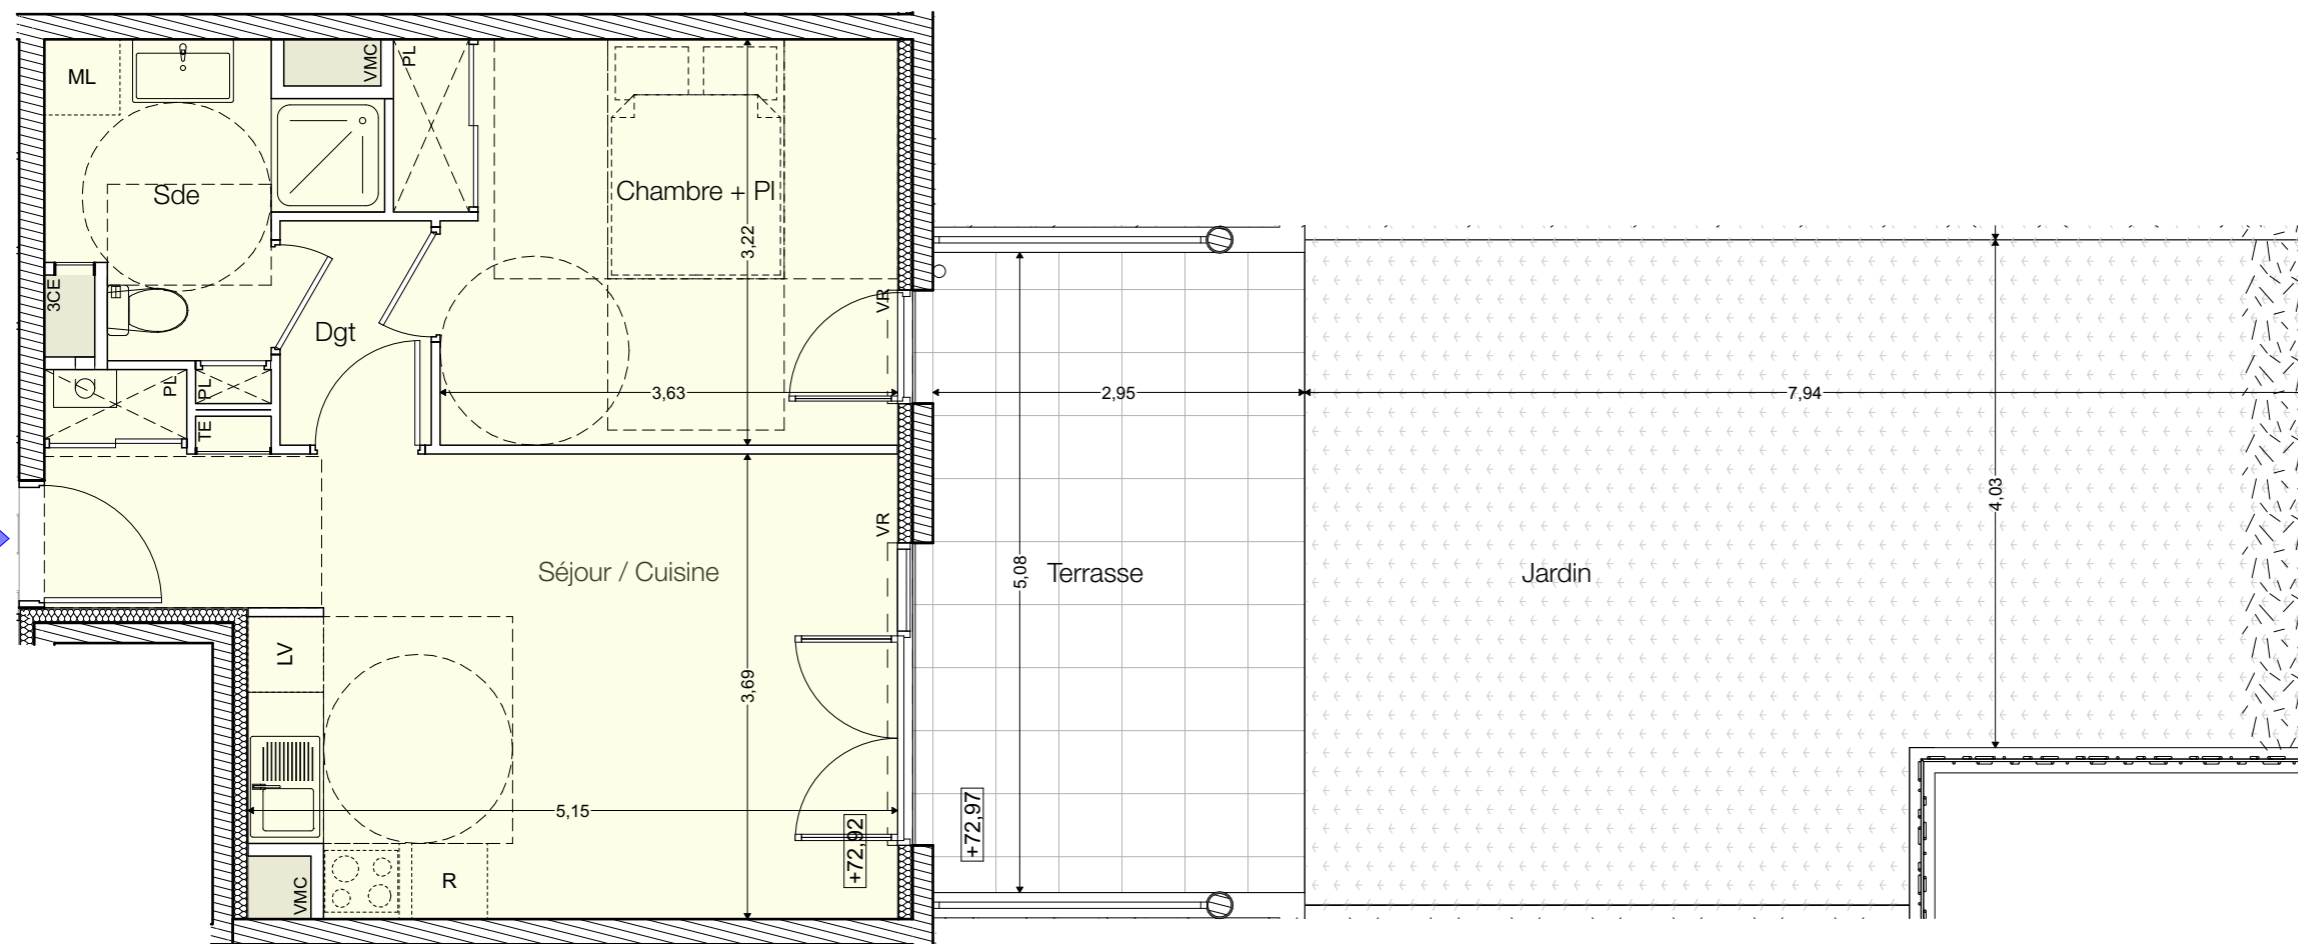 ML
VMC
PL
Sde
Chambre + Pl
3,22
3CE
VR
Dgt
PL
PL
3,63
2,95
7,94
TE
4,03
VR
Séjour / Cuisine
5,08
Terrasse
Jardin
LV
3,69
5,15
+72,92
+72,97
VMC
R